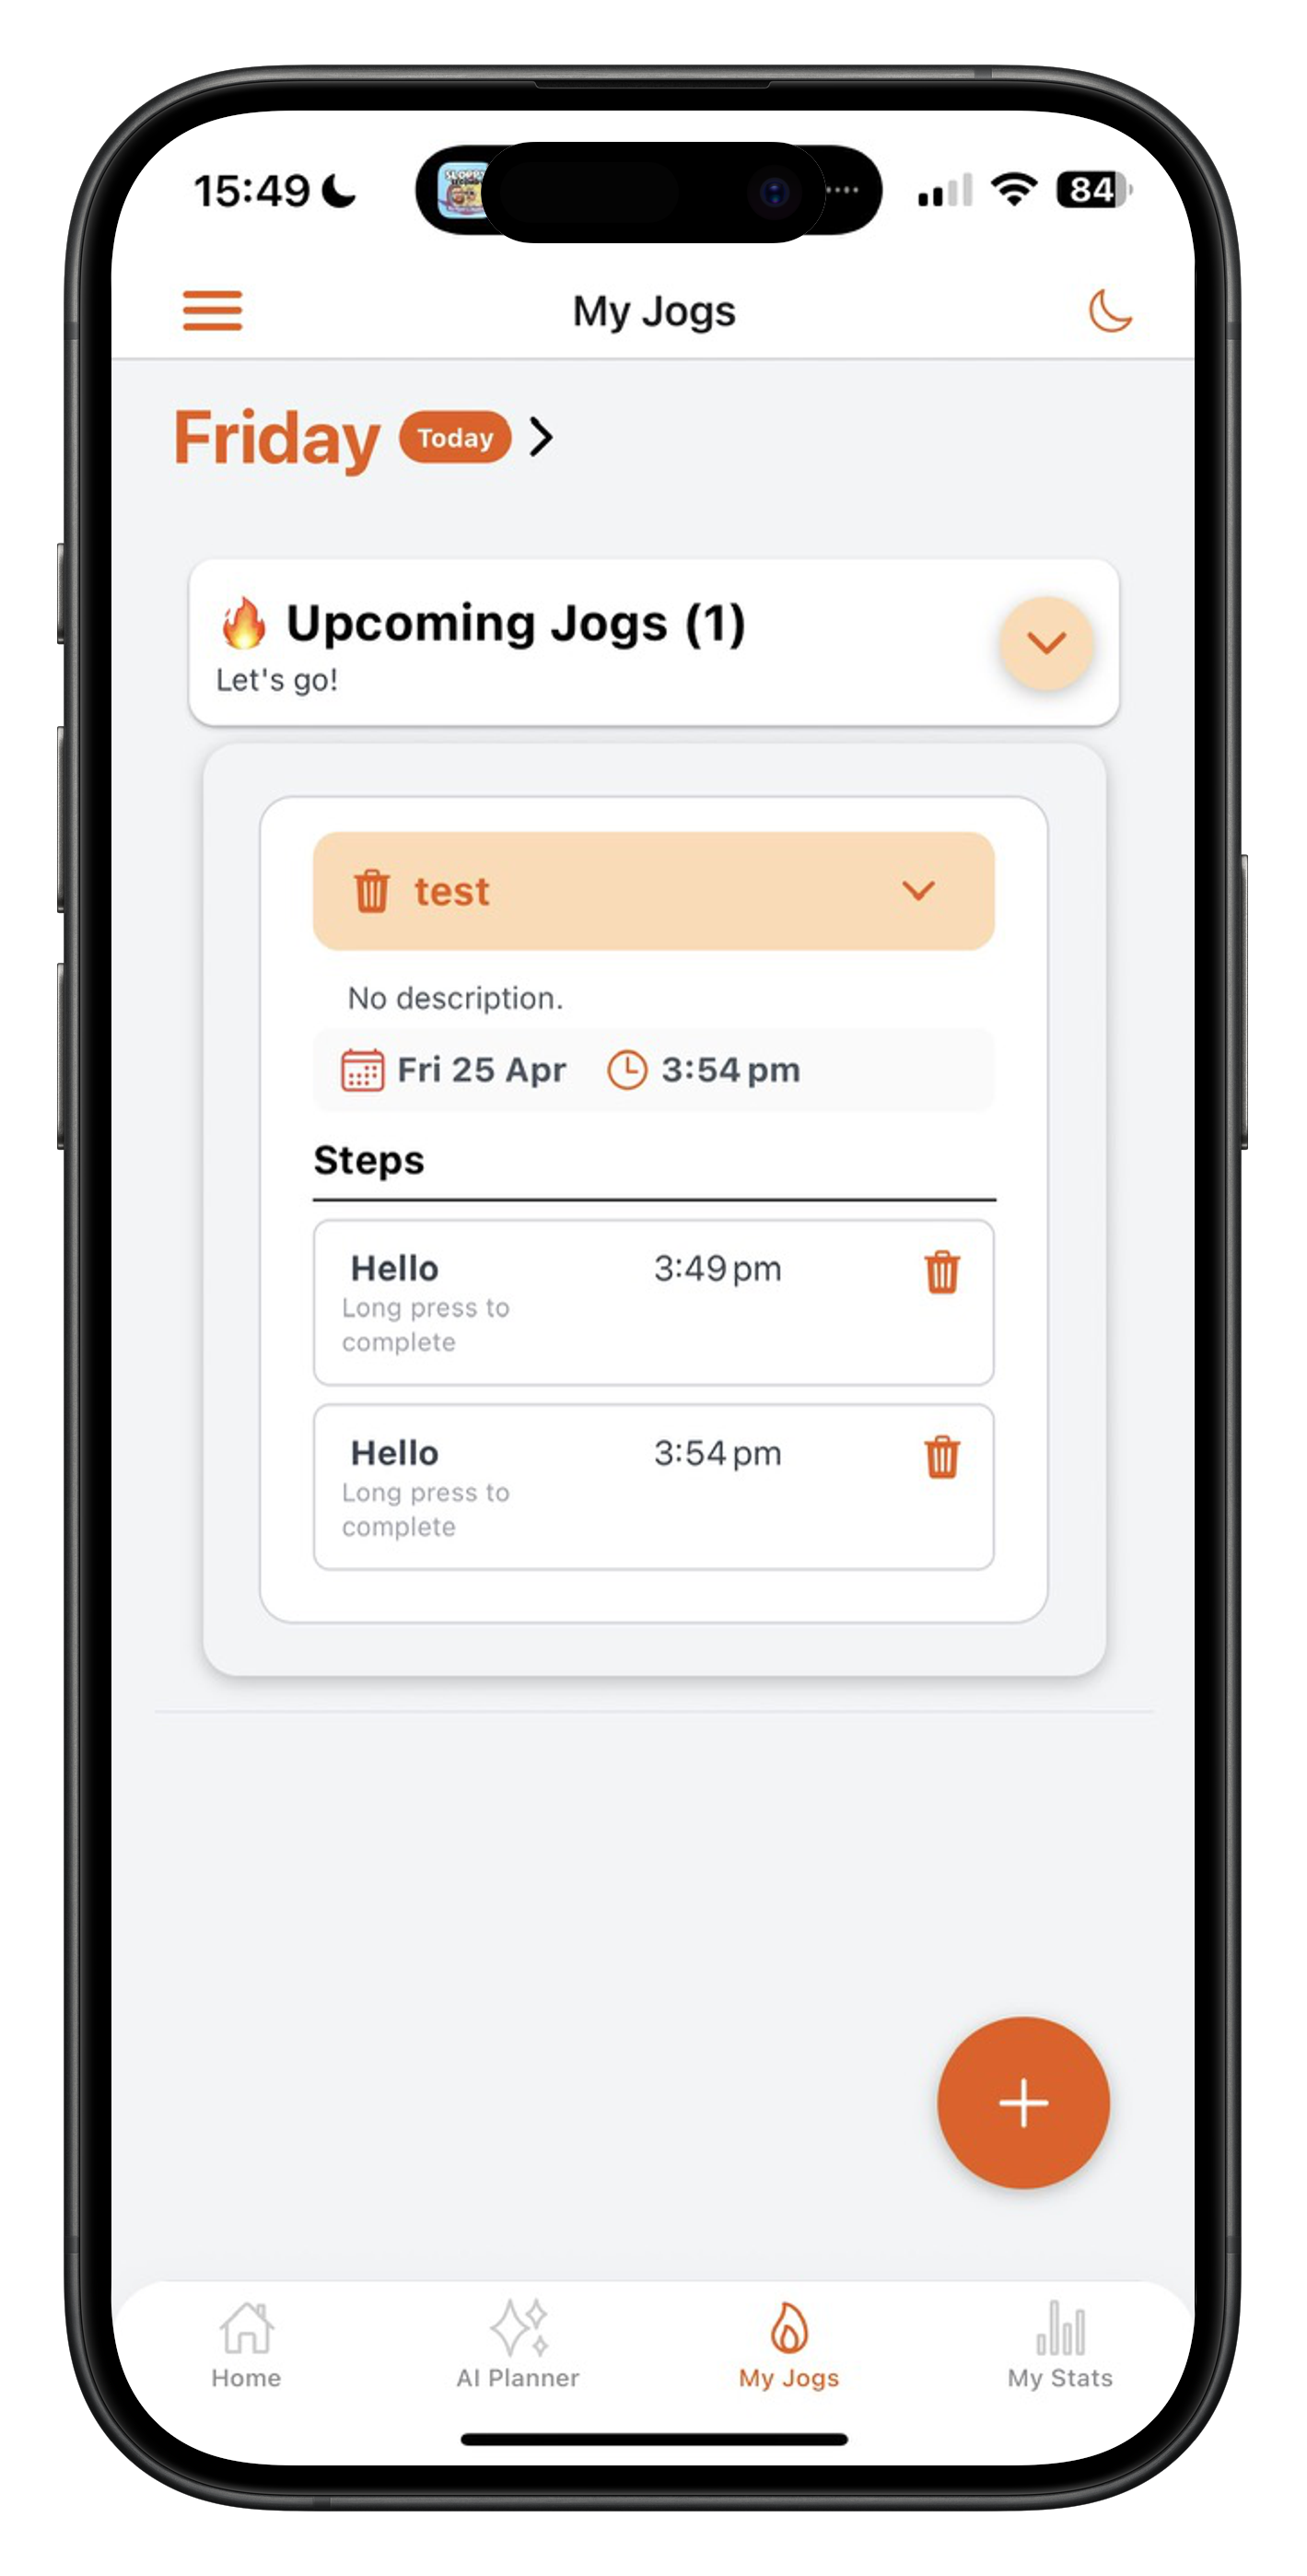 15:49
84
My Jogs
Friday Today
🔥 Upcoming Jogs (1)
Let's go!
test
No description.
Fri 25 Apr 3:54 pm
Steps
Hello 3:49 pm
Long press to
complete
Hello 3:54 pm
Long press to
complete
Home AI Planner My Jogs My Stats